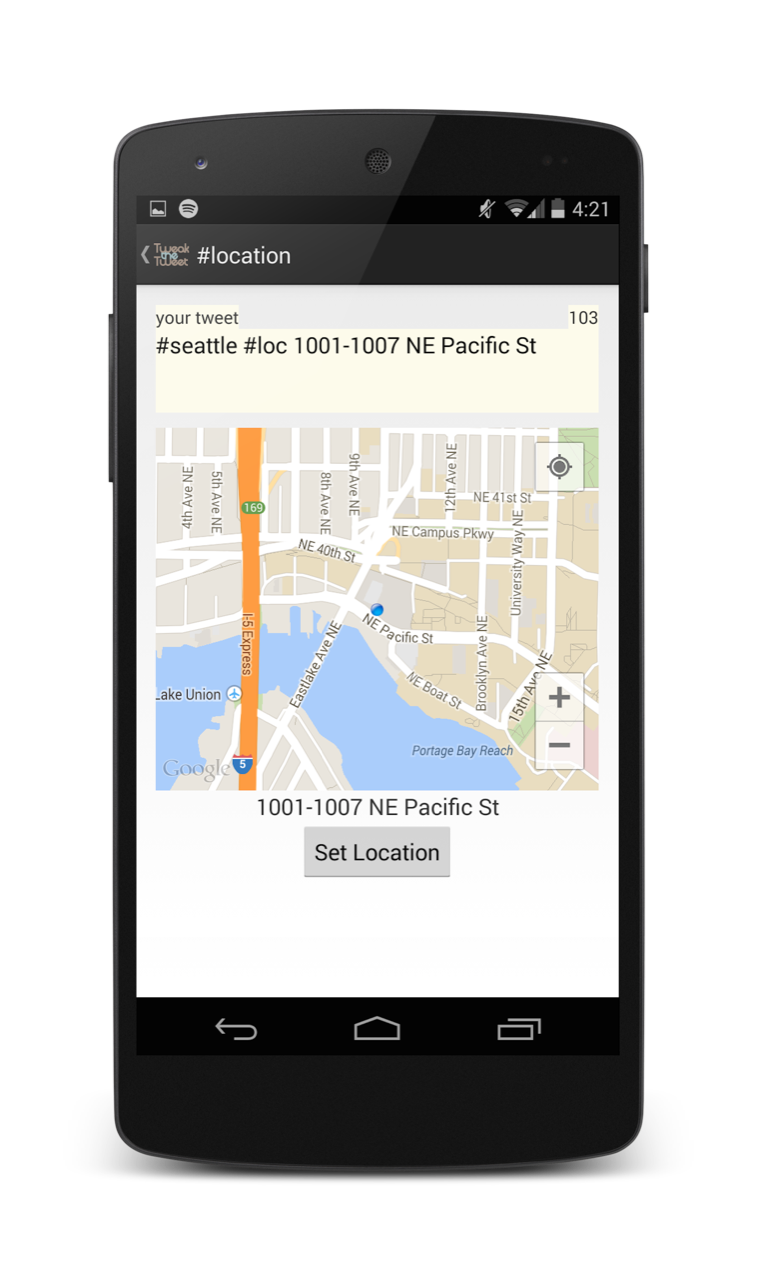 4:21
Tweak
the
Tweet
#location
your tweet 103
#seattle #loc 1001-1007 NE Pacific St
4th Ave NE
5th Ave NE
8th Ave NE
9th Ave NE
12th Ave NE
NE 41st St
169
NE Campus Pkwy
University Way NE
NE 40th St
I-5 Express
NE Pacific St
Eastlake Ave NE
Brooklyn Ave NE
15th Ave NE
NE Boat St
Lake Union
+
Portage Bay Reach
−
Google
5
1001-1007 NE Pacific St
Set Location